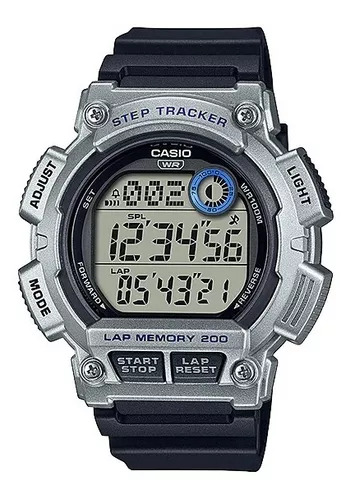 STEP TRACKER
CASIO
WR
ADJUST
LIGHT
SET
WR100M
002
SPL
12'34"56
LAP
05'43"21
FORWARD
REVERSE
MODE
LAP MEMORY 200
START STOP
LAP RESET